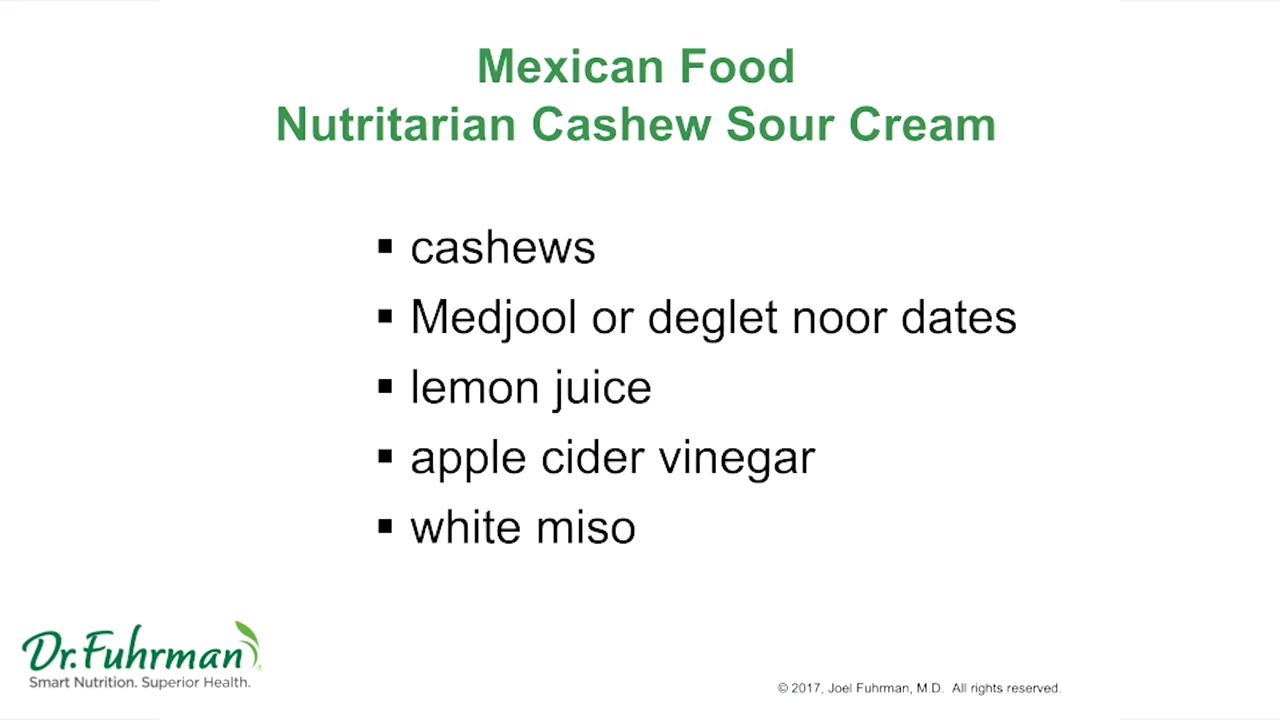 Mexican Food
Nutritarian Cashew Sour Cream
▪ cashews
▪ Medjool or deglet noor dates
▪ lemon juice
▪ apple cider vinegar
▪ white miso
Dr.Fuhrman
Smart Nutrition. Superior Health.
© 2017, Joel Fuhrman, M.D. All rights reserved.